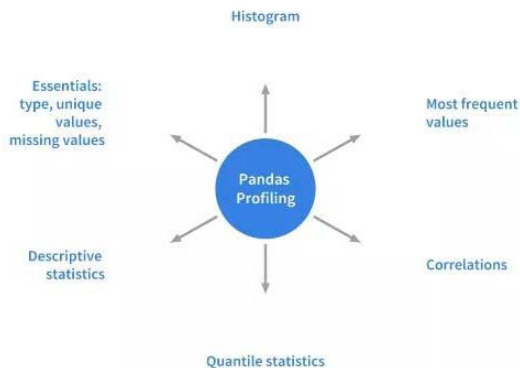 Histogram
Essentials:
type, unique
values,
missing values
Most frequent
values
Pandas
Profiling
Descriptive
statistics
Correlations
Quantile statistics